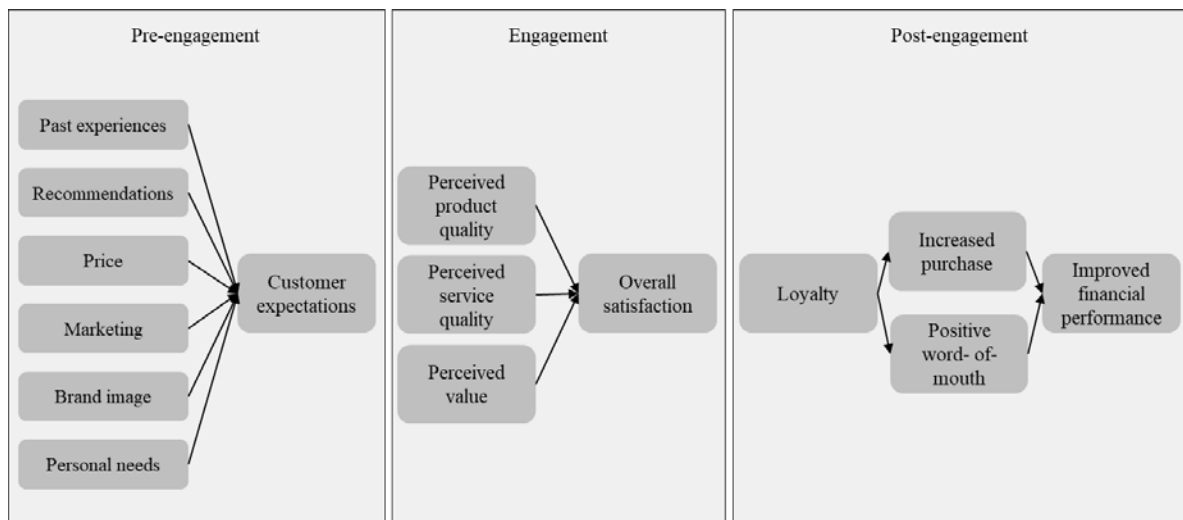 Pre-engagement
Past experiences
Recommendations
Price
Marketing
Brand image
Personal needs
Customer
expectations
Engagement
Perceived
product
quality
Perceived
service
quality
Perceived
value
Overall
satisfaction
Post-engagement
Loyalty
Increased
purchase
Positive
word- of-
mouth
Improved
financial
performance